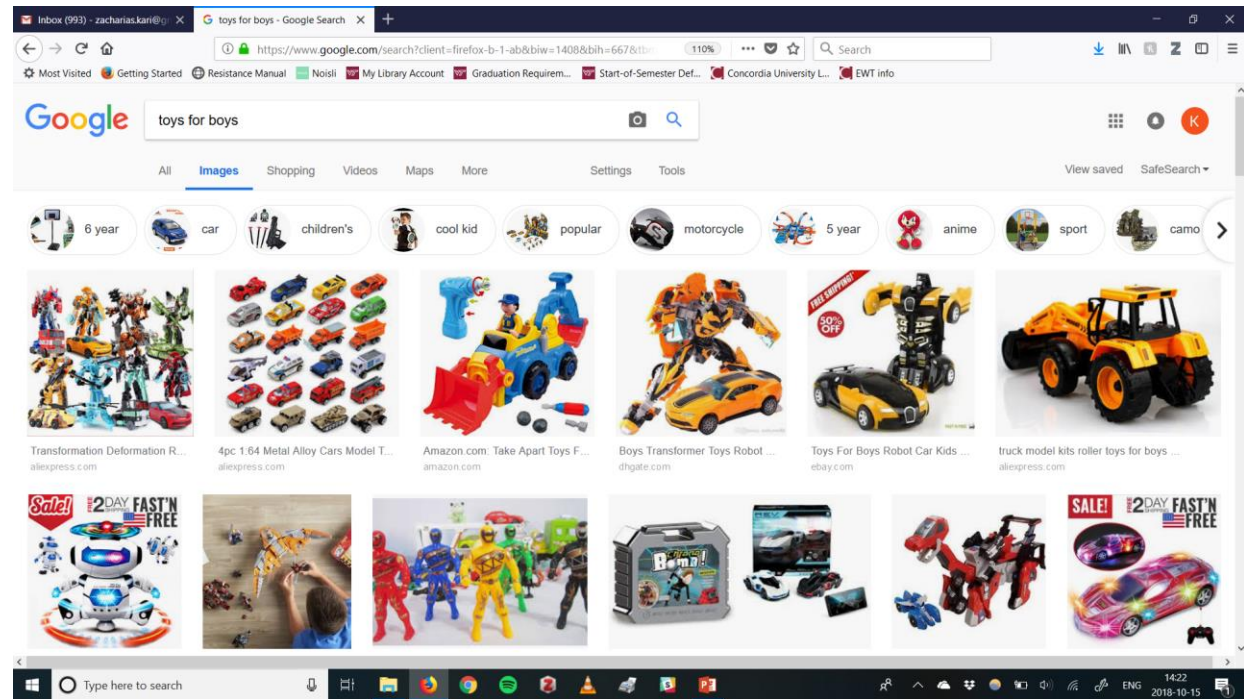 Inbox (993) - zacharias.kari@g
toys for boys - Google Search
https://www.google.com/search?client=firefox-b-1-ab&biw=1408&bih=667&tb
110%
Search
Most Visited Getting Started Resistance Manual Noisli My Library Account Graduation Requirem... Start-of-Semester Def... Concordia University L... EWT info
Google
toys for boys
K
All Images Shopping Videos Maps More Settings Tools View saved SafeSearch
6 year car children's cool kid popular motorcycle 5 year anime sport camo
FREE SHIPPING!
50% OFF
Transformation Deformation R... 4pc 1:64 Metal Alloy Cars Model T... Amazon.com: Take Apart Toys F... Boys Transformer Toys Robot ... Toys For Boys Robot Car Kids ... truck model kits roller toys for boys ...
aliexpress.com aliexpress.com amazon.com dhgate.com ebay.com aliexpress.com
Sale! FREE 2DAY SHIPPING FAST'N FREE
Boma!
REV
SALE! FREE 2DAY SHIPPING FAST'N FREE
Type here to search
ENG
14:22
2018-10-15